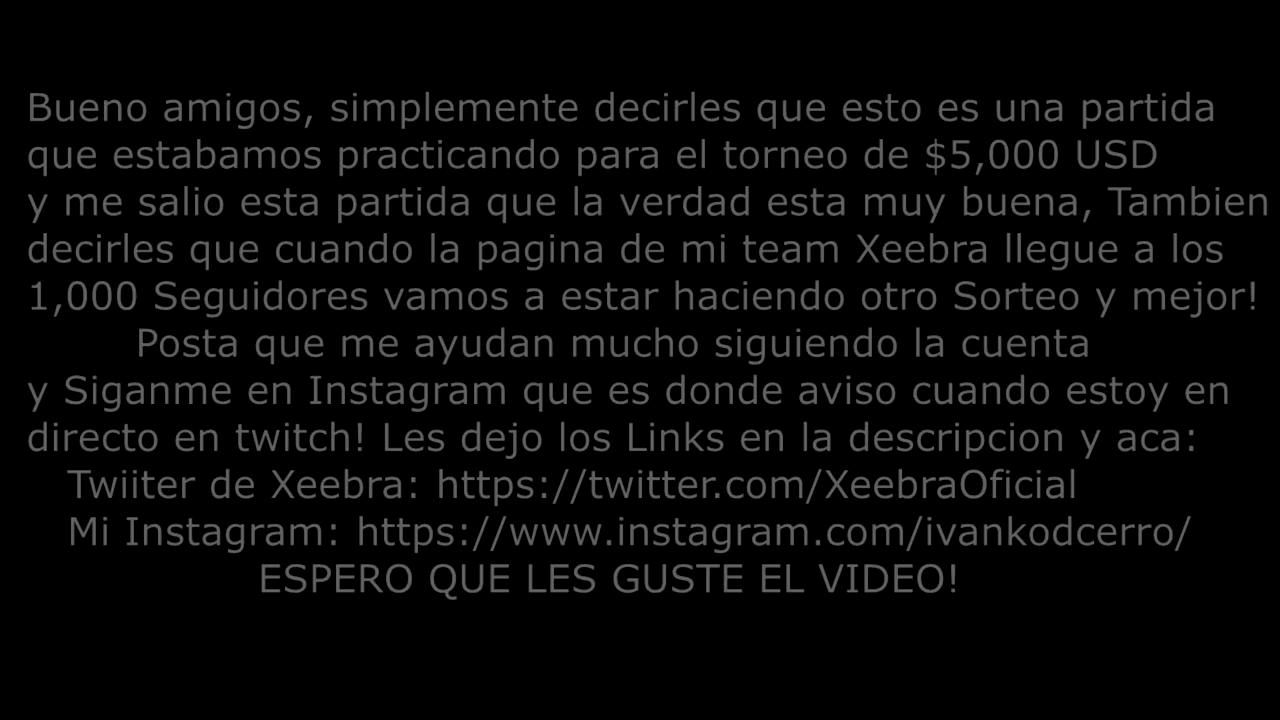 Bueno amigos, simplemente decirles que esto es una partida
que estabamos practicando para el torneo de $5,000 USD
y me salio esta partida que la verdad esta muy buena, Tambien
decirles que cuando la pagina de mi team Xeebra llegue a los
1,000 Seguidores vamos a estar haciendo otro Sorteo y mejor!
Posta que me ayudan mucho siguiendo la cuenta
y Siganme en Instagram que es donde aviso cuando estoy en
directo en twitch! Les dejo los Links en la descripcion y aca:
Twiiter de Xeebra: https://twitter.com/XeebraOficial
Mi Instagram: https://www.instagram.com/ivankodcerro/
ESPERO QUE LES GUSTE EL VIDEO!